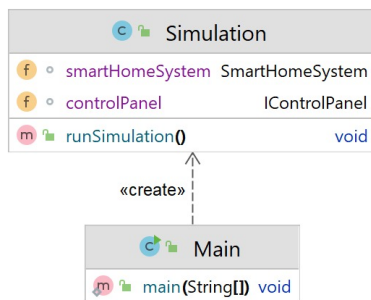 Simulation
smartHomeSystem SmartHomeSystem
controlPanel IControlPanel
runSimulation() void
«create»
Main
main(String[]) void